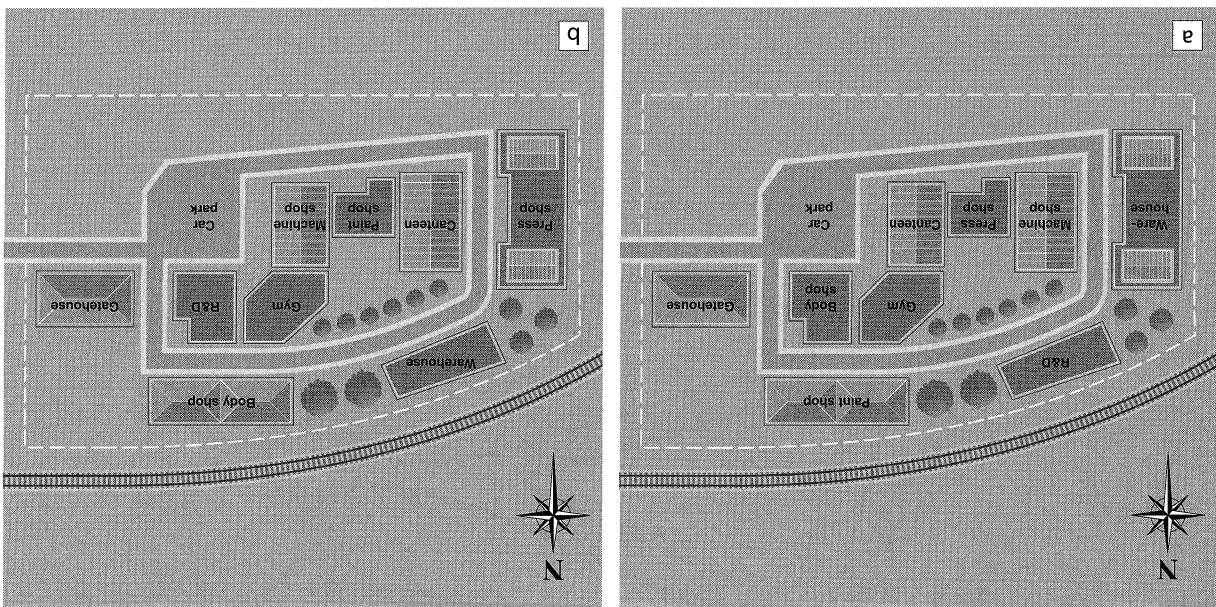 N
Paint shop
R&D
Gym
Body
shop
Gatehouse
Ware-
house
Machine
shop
Press
shop
Canteen
Car
park
a
N
Body shop
Warehouse
Gym
R&D
Gatehouse
Press
shop
Canteen
Paint
shop
Machine
shop
Car
park
b